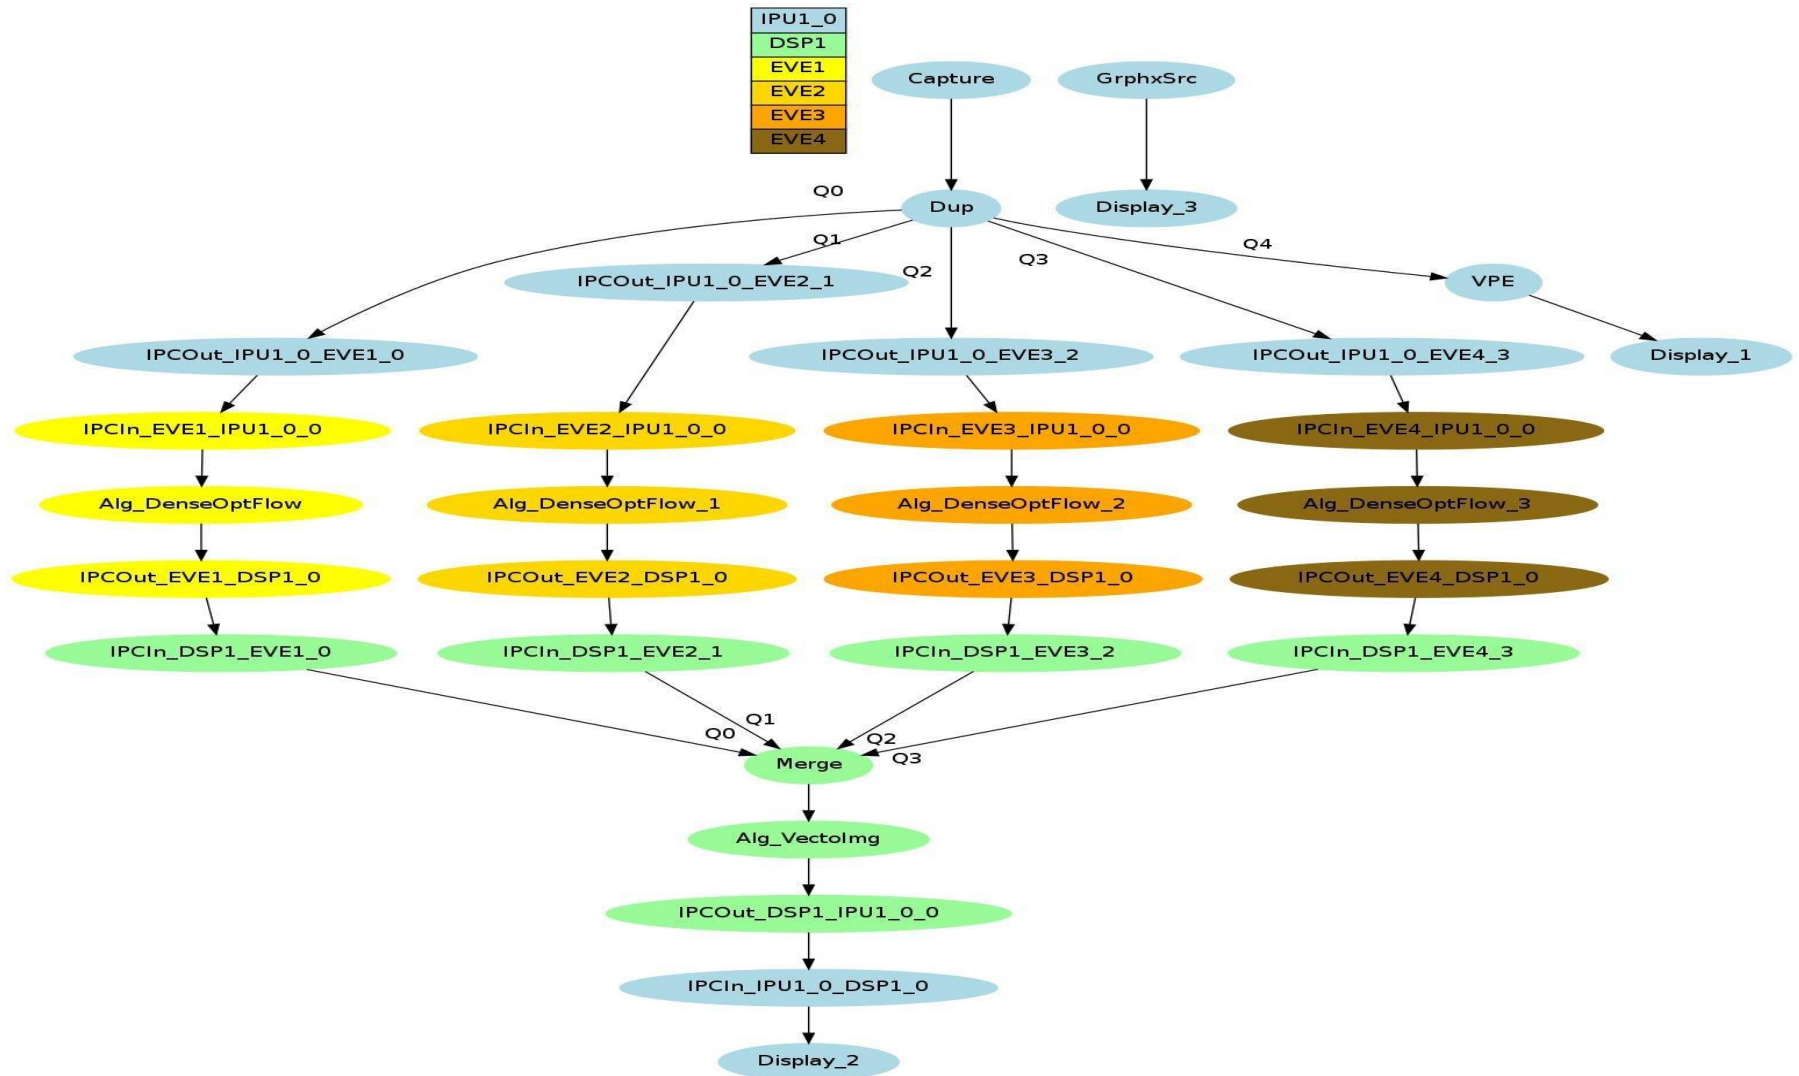 IPU1_0
DSP1
EVE1
EVE2
EVE3
EVE4
Capture
GrphxSrc
Q0
Dup
Display_3
Q1
Q2
Q3
Q4
IPCOut_IPU1_0_EVE2_1
VPE
IPCOut_IPU1_0_EVE1_0
IPCOut_IPU1_0_EVE3_2
IPCOut_IPU1_0_EVE4_3
Display_1
IPCIn_EVE1_IPU1_0_0
IPCIn_EVE2_IPU1_0_0
IPCIn_EVE3_IPU1_0_0
IPCIn_EVE4_IPU1_0_0
Alg_DenseOptFlow
Alg_DenseOptFlow_1
Alg_DenseOptFlow_2
Alg_DenseOptFlow_3
IPCOut_EVE1_DSP1_0
IPCOut_EVE2_DSP1_0
IPCOut_EVE3_DSP1_0
IPCOut_EVE4_DSP1_0
IPCIn_DSP1_EVE1_0
IPCIn_DSP1_EVE2_1
IPCIn_DSP1_EVE3_2
IPCIn_DSP1_EVE4_3
Q0
Q1
Q2
Q3
Merge
Alg_VectoImg
IPCOut_DSP1_IPU1_0_0
IPCIn_IPU1_0_DSP1_0
Display_2